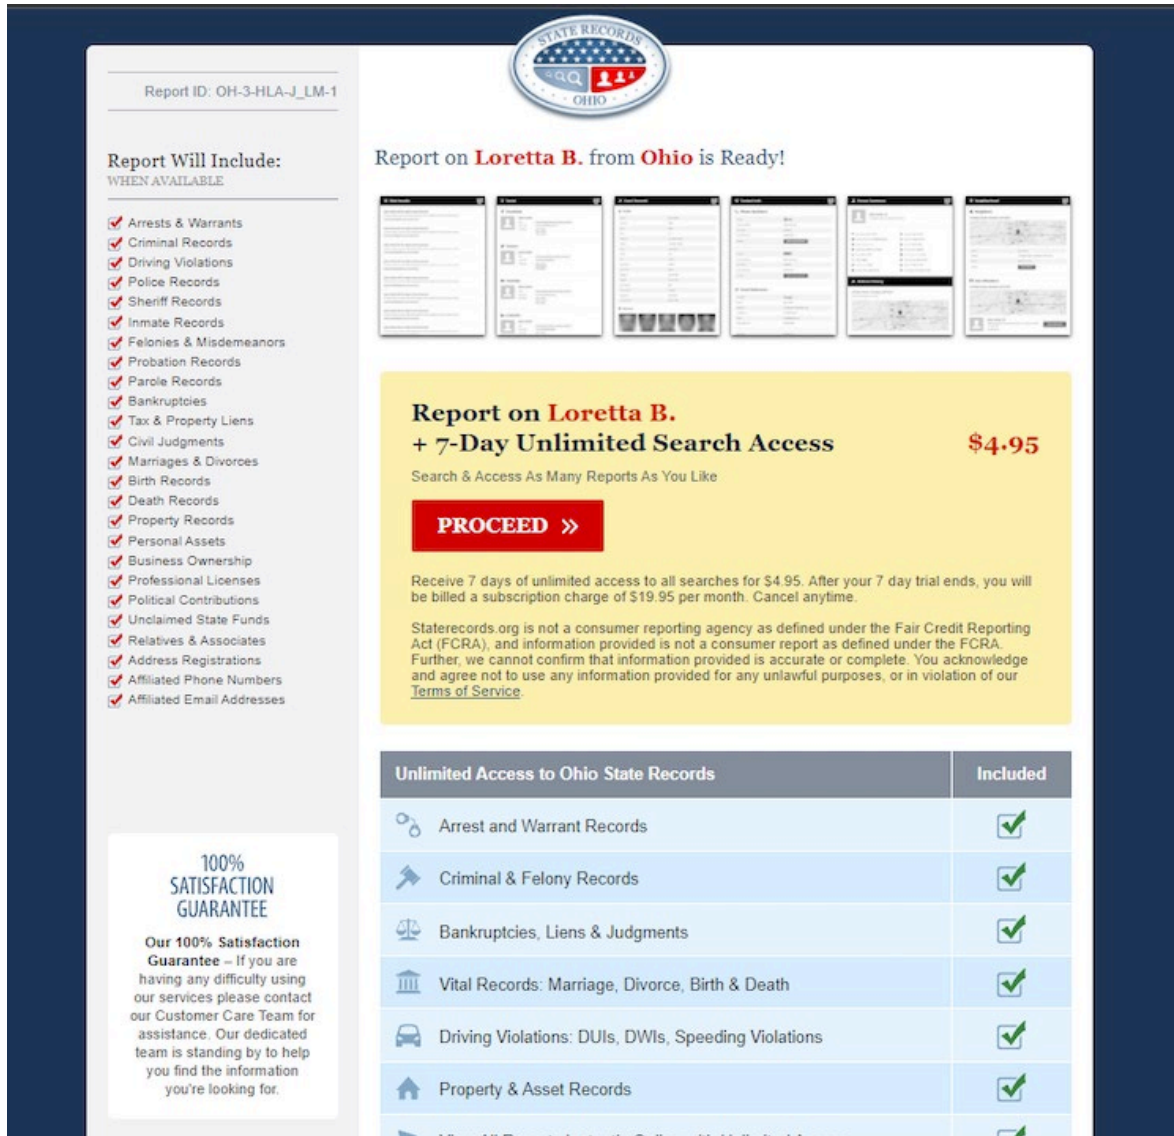 STATE RECORDS
OHIO
Report ID: OH-3-HLA-J_LM-1
Report Will Include:
WHEN AVAILABLE
Arrests & Warrants
Criminal Records
Driving Violations
Police Records
Sheriff Records
Inmate Records
Felonies & Misdemeanors
Probation Records
Parole Records
Bankruptcies
Tax & Property Liens
Civil Judgments
Marriages & Divorces
Birth Records
Death Records
Property Records
Personal Assets
Business Ownership
Professional Licenses
Political Contributions
Unclaimed State Funds
Relatives & Associates
Address Registrations
Affiliated Phone Numbers
Affiliated Email Addresses
100%
SATISFACTION
GUARANTEE
Our 100% Satisfaction
Guarantee – If you are
having any difficulty using
our services please contact
our Customer Care Team for
assistance. Our dedicated
team is standing by to help
you find the information
you're looking for.
Report on Loretta B. from Ohio is Ready!
Report on Loretta B.
+ 7-Day Unlimited Search Access
$4.95
Search & Access As Many Reports As You Like
PROCEED »
Receive 7 days of unlimited access to all searches for $4.95. After your 7 day trial ends, you will
be billed a subscription charge of $19.95 per month. Cancel anytime.
Staterecords.org is not a consumer reporting agency as defined under the Fair Credit Reporting
Act (FCRA), and information provided is not a consumer report as defined under the FCRA.
Further, we cannot confirm that information provided is accurate or complete. You acknowledge
and agree not to use any information provided for any unlawful purposes, or in violation of our
Terms of Service.
Unlimited Access to Ohio State Records Included
Arrest and Warrant Records
Criminal & Felony Records
Bankruptcies, Liens & Judgments
Vital Records: Marriage, Divorce, Birth & Death
Driving Violations: DUIs, DWIs, Speeding Violations
Property & Asset Records